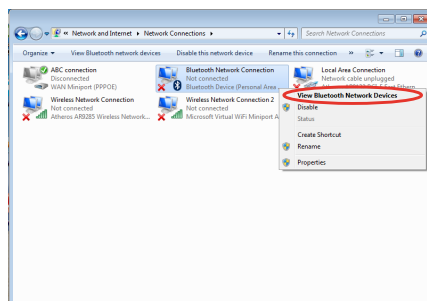 « Network and Internet ▸ Network Connections ▸
Search Network Connections
Organize ▾ View Bluetooth network devices Disable this network device Rename this connection »
ABC connection
Disconnected
WAN Miniport (PPPOE)
Bluetooth Network Connection
Not connected
Bluetooth Device (Personal Area ...
Local Area Connection
Network cable unplugged
Wireless Network Connection
Not connected
Atheros AR9285 Wireless Network...
Wireless Network Connection 2
Not connected
Microsoft Virtual WiFi Miniport A
View Bluetooth Network Devices
Disable
Status
Create Shortcut
Rename
Properties